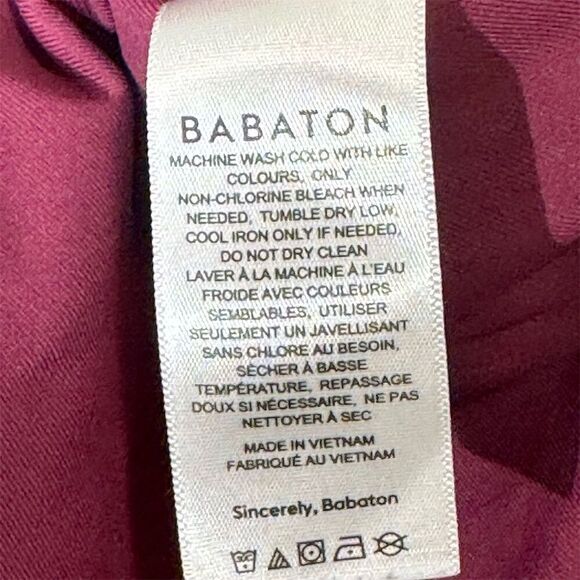 BABATON
MACHINE WASH COLD WITH LIKE
COLOURS, ONLY
NON-CHLORINE BLEACH WHEN
NEEDED, TUMBLE DRY LOW,
COOL IRON ONLY IF NEEDED,
DO NOT DRY CLEAN
LAVER À LA MACHINE À L'EAU
FROIDE AVEC COULEURS
SEMBLABLES, UTILISER
SEULEMENT UN JAVELLISANT
SANS CHLORE AU BESOIN,
SÉCHER À BASSE
TEMPÉRATURE, REPASSAGE
DOUX SI NÉCESSAIRE, NE PAS
NETTOYER À SEC
MADE IN VIETNAM
FABRIQUÉ AU VIETNAM
Sincerely, Babaton